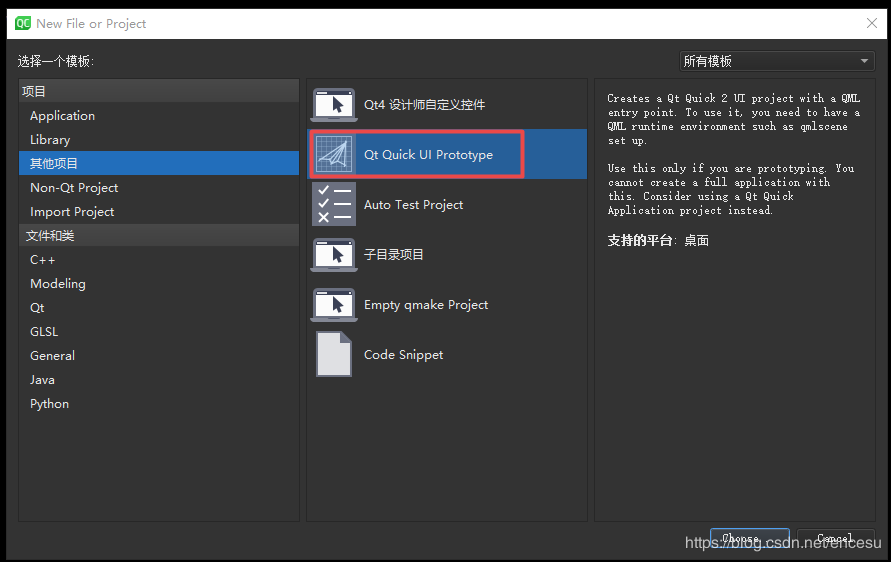 QC New File or Project
选择一个模板:
所有模板
项目
Application
Library
其他项目
Non-Qt Project
Import Project
文件和类
C++
Modeling
Qt
GLSL
General
Java
Python
Qt4 设计师自定义控件
Qt Quick UI Prototype
Auto Test Project
子目录项目
Empty qmake Project
Code Snippet
Creates a Qt Quick 2 UI project with a QML
entry point. To use it, you need to have a
QML runtime environment such as qmlscene
set up.
Use this only if you are prototyping. You
cannot create a full application with
this. Consider using a Qt Quick
Application project instead.
支持的平台: 桌面
Choose...
Cancel
https://blog.csdn.net/encesu